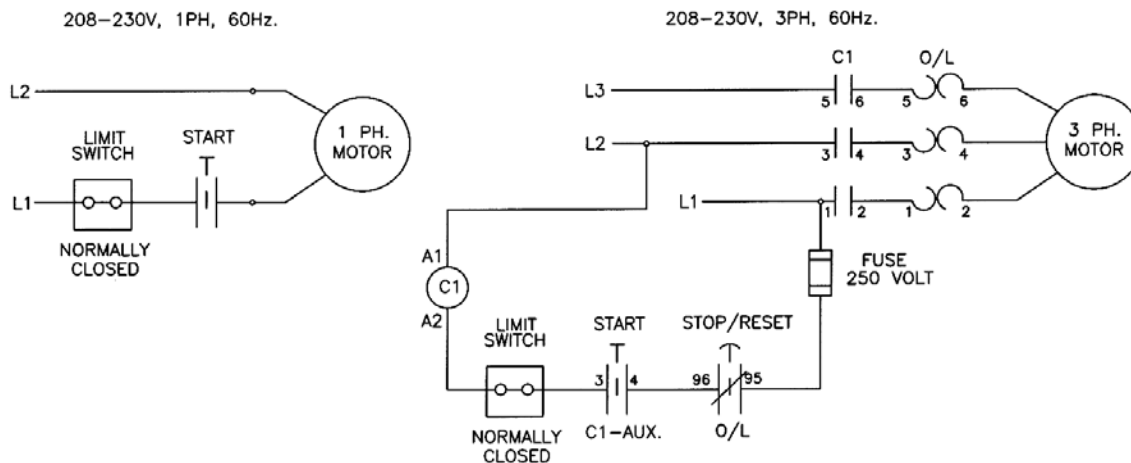 208-230V, 1PH, 60Hz.
L2
1 PH.
MOTOR
LIMIT
SWITCH
START
L1
NORMALLY
CLOSED
208-230V, 3PH, 60Hz.
C1
O/L
L3
5 6 5 6
L2
3 4 3 4
3 PH.
MOTOR
L1
1 2 1 2
FUSE
250 VOLT
A1
C1
A2
LIMIT
SWITCH
START
STOP/RESET
3 4
96 95
NORMALLY
CLOSED
C1-AUX.
O/L